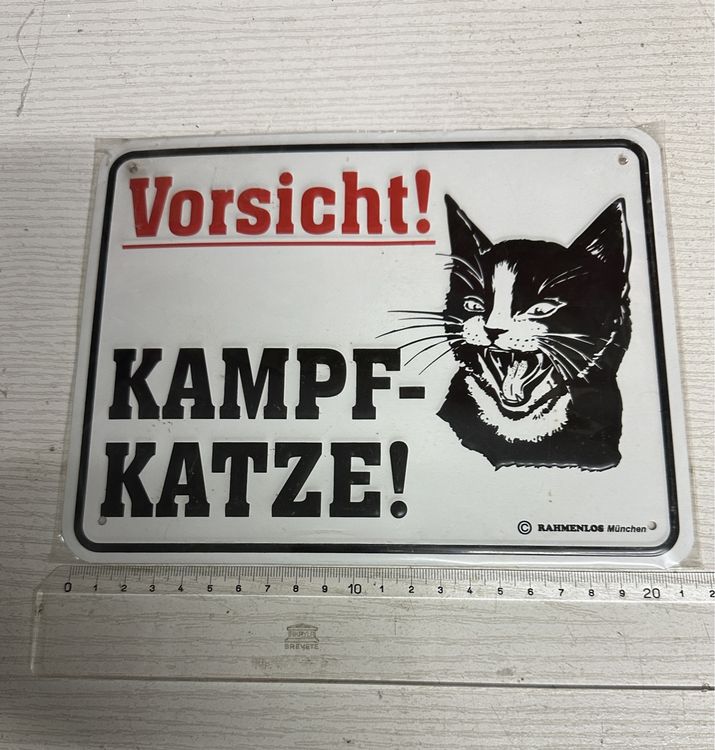 Vorsicht!
KAMPF-
KATZE!
© RAHMENLOS München
0 1 2 3 4 5 6 7 8 9 10 1 2 3 4 5 6 7 8 9 20 1 2
BREVETE